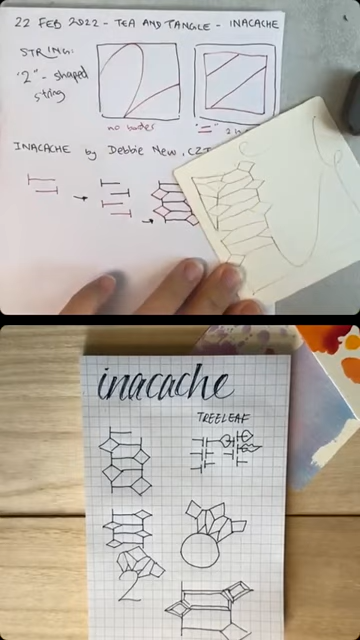 22 FEB 2022 - TEA AND TANGLE - INACACHE
STRING:
"2" - shaped
string
no border
INACACHE by Debbie New, CZT
inacache
TREELEAF
2